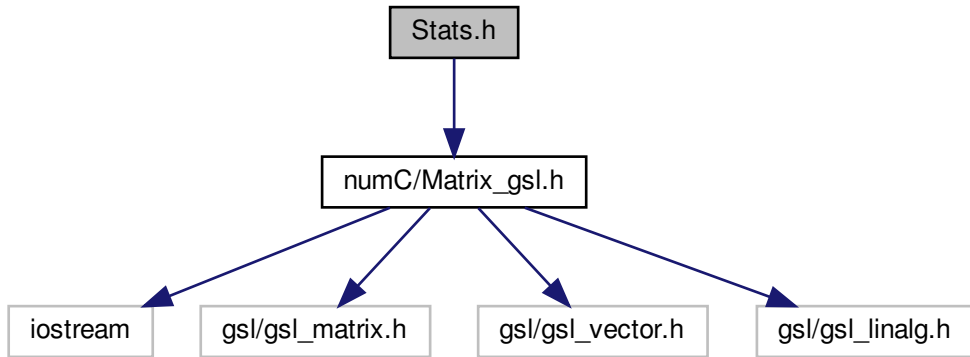 Stats.h
numC/Matrix_gsl.h
iostream
gsl/gsl_matrix.h
gsl/gsl_vector.h
gsl/gsl_linalg.h